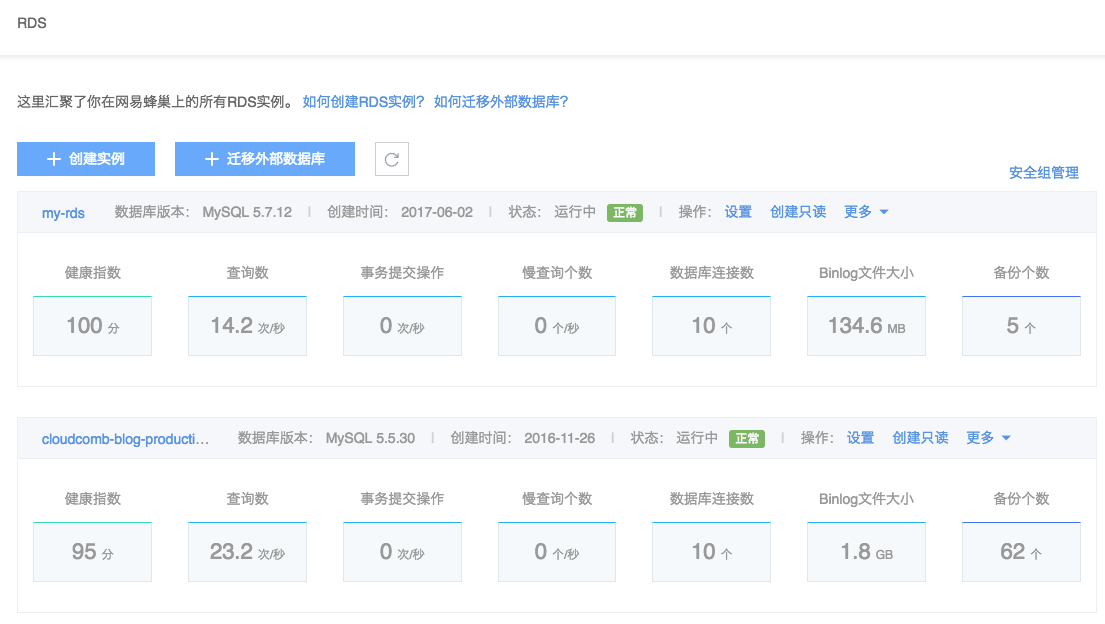 RDS
这里汇聚了你在网易蜂巢上的所有RDS实例。 如何创建RDS实例? 如何迁移外部数据库?
创建实例 迁移外部数据库
安全组管理
my-rds 数据库版本: MySQL 5.7.12 | 创建时间: 2017-06-02 | 状态: 运行中 正常 | 操作: 设置 创建只读 更多
健康指数 查询数 事务提交操作 慢查询个数 数据库连接数 Binlog文件大小 备份个数
100 分 14.2 次/秒 0 次/秒 0 个/秒 10 个 134.6 MB 5 个
cloudcomb-blog-producti... 数据库版本: MySQL 5.5.30 | 创建时间: 2016-11-26 | 状态: 运行中 正常 | 操作: 设置 创建只读 更多
健康指数 查询数 事务提交操作 慢查询个数 数据库连接数 Binlog文件大小 备份个数
95 分 23.2 次/秒 0 次/秒 0 个/秒 10 个 1.8 GB 62 个